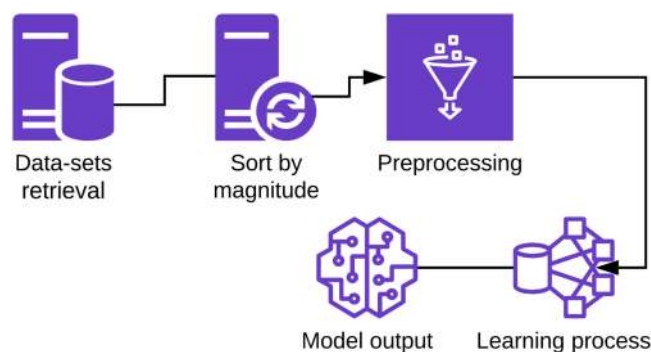 Data-sets
retrieval
Sort by
magnitude
Preprocessing
Model output
Learning process